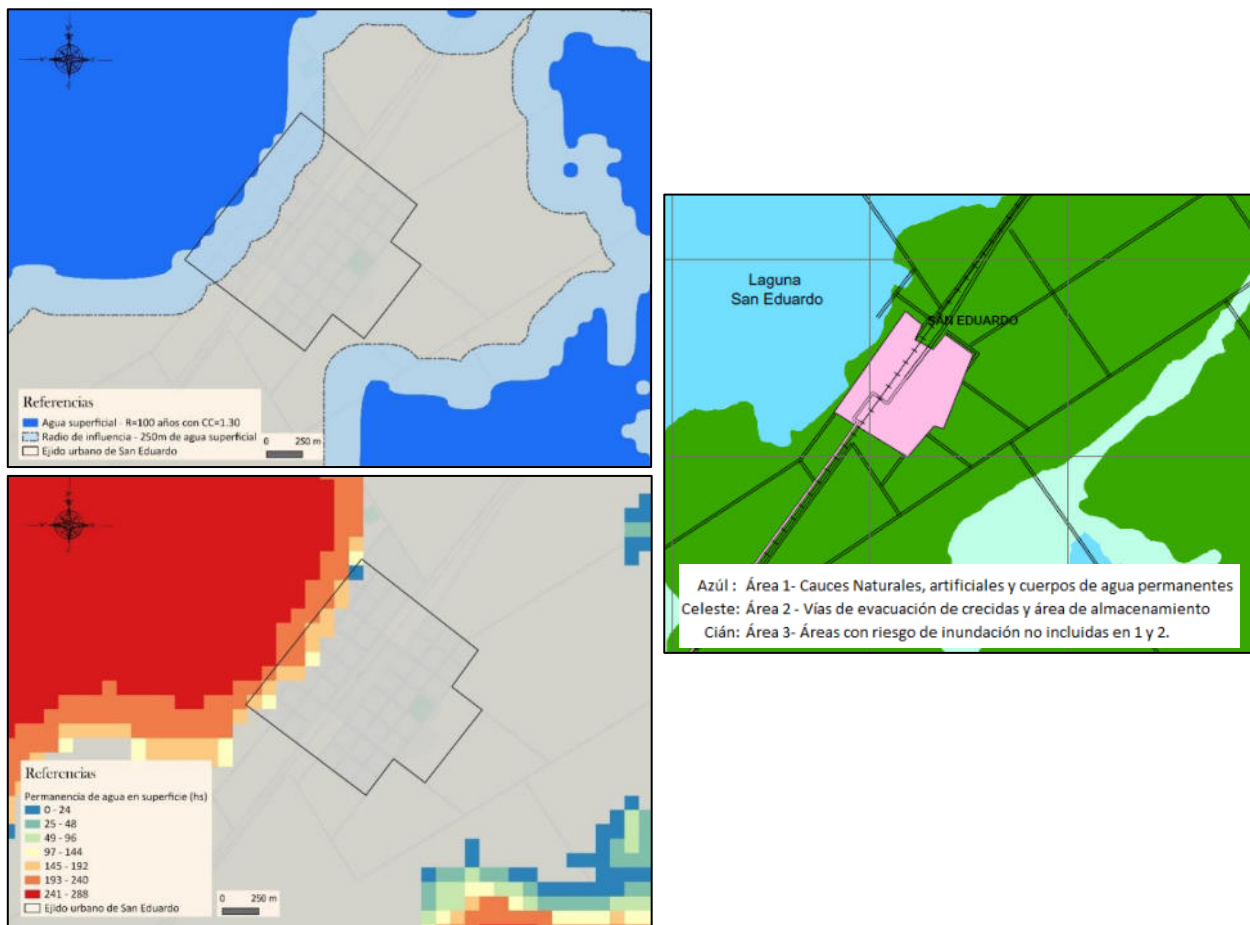 Referencias
Agua superficial - R=100 años con CC=1.30
Radio de influencia - 250m de agua superficial
Ejido urbano de San Eduardo
0 250 m
Laguna
San Eduardo
SAN EDUARDO
Azúl : Área 1- Cauces Naturales, artificiales y cuerpos de agua permanentes
Celeste: Área 2 - Vías de evacuación de crecidas y área de almacenamiento
Cián: Área 3- Áreas con riesgo de inundación no incluidas en 1 y 2.
Referencias
Permanencia de agua en superficie (hs)
0 - 24
25 - 48
49 - 96
97 - 144
145 - 192
193 - 240
241 - 288
Ejido urbano de San Eduardo
0 250 m